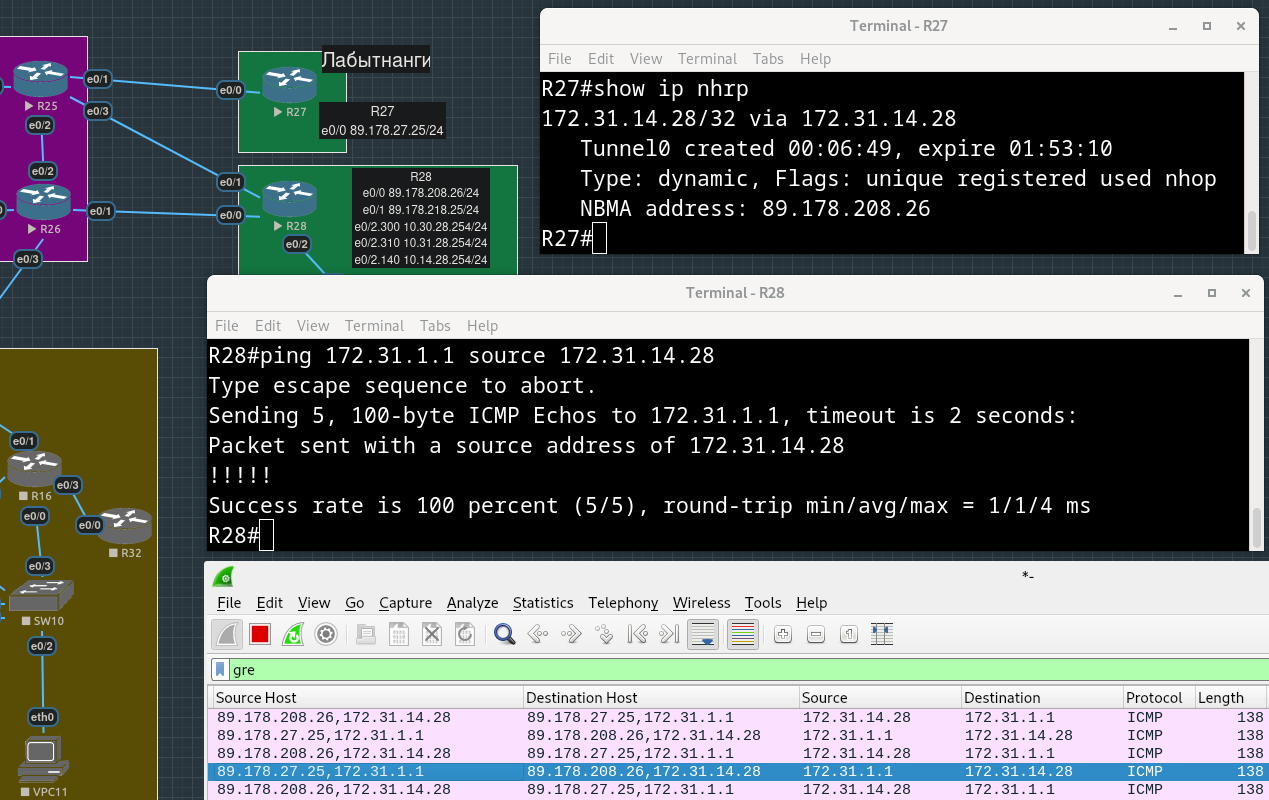 e0/1
R25
e0/3
e0/2
e0/2
R26
e0/1
e0/3
Лабытнанги
e0/0
R27
R27
e0/0 89.178.27.25/24
e0/1
e0/0
R28
e0/2
R28
e0/0 89.178.208.26/24
e0/1 89.178.218.25/24
e0/2.300 10.30.28.254/24
e0/2.310 10.31.28.254/24
e0/2.140 10.14.28.254/24
Terminal - R27
File Edit View Terminal Tabs Help
R27#show ip nhrp
172.31.14.28/32 via 172.31.14.28
Tunnel0 created 00:06:49, expire 01:53:10
Type: dynamic, Flags: unique registered used nhop
NBMA address: 89.178.208.26
R27#
Terminal - R28
File Edit View Terminal Tabs Help
R28#ping 172.31.1.1 source 172.31.14.28
Type escape sequence to abort.
Sending 5, 100-byte ICMP Echos to 172.31.1.1, timeout is 2 seconds:
Packet sent with a source address of 172.31.14.28
!!!!!
Success rate is 100 percent (5/5), round-trip min/avg/max = 1/1/4 ms
R28#
e0/1
R16
e0/3
e0/0
e0/0
R32
e0/3
SW10
e0/2
eth0
VPC11
*-
File Edit View Go Capture Analyze Statistics Telephony Wireless Tools Help
gre
Source Host Destination Host Source Destination Protocol Length
89.178.208.26,172.31.14.28 89.178.27.25,172.31.1.1 172.31.14.28 172.31.1.1 ICMP 138
89.178.27.25,172.31.1.1 89.178.208.26,172.31.14.28 172.31.1.1 172.31.14.28 ICMP 138
89.178.208.26,172.31.14.28 89.178.27.25,172.31.1.1 172.31.14.28 172.31.1.1 ICMP 138
89.178.27.25,172.31.1.1 89.178.208.26,172.31.14.28 172.31.1.1 172.31.14.28 ICMP 138
89.178.208.26,172.31.14.28 89.178.27.25,172.31.1.1 172.31.14.28 172.31.1.1 ICMP 138